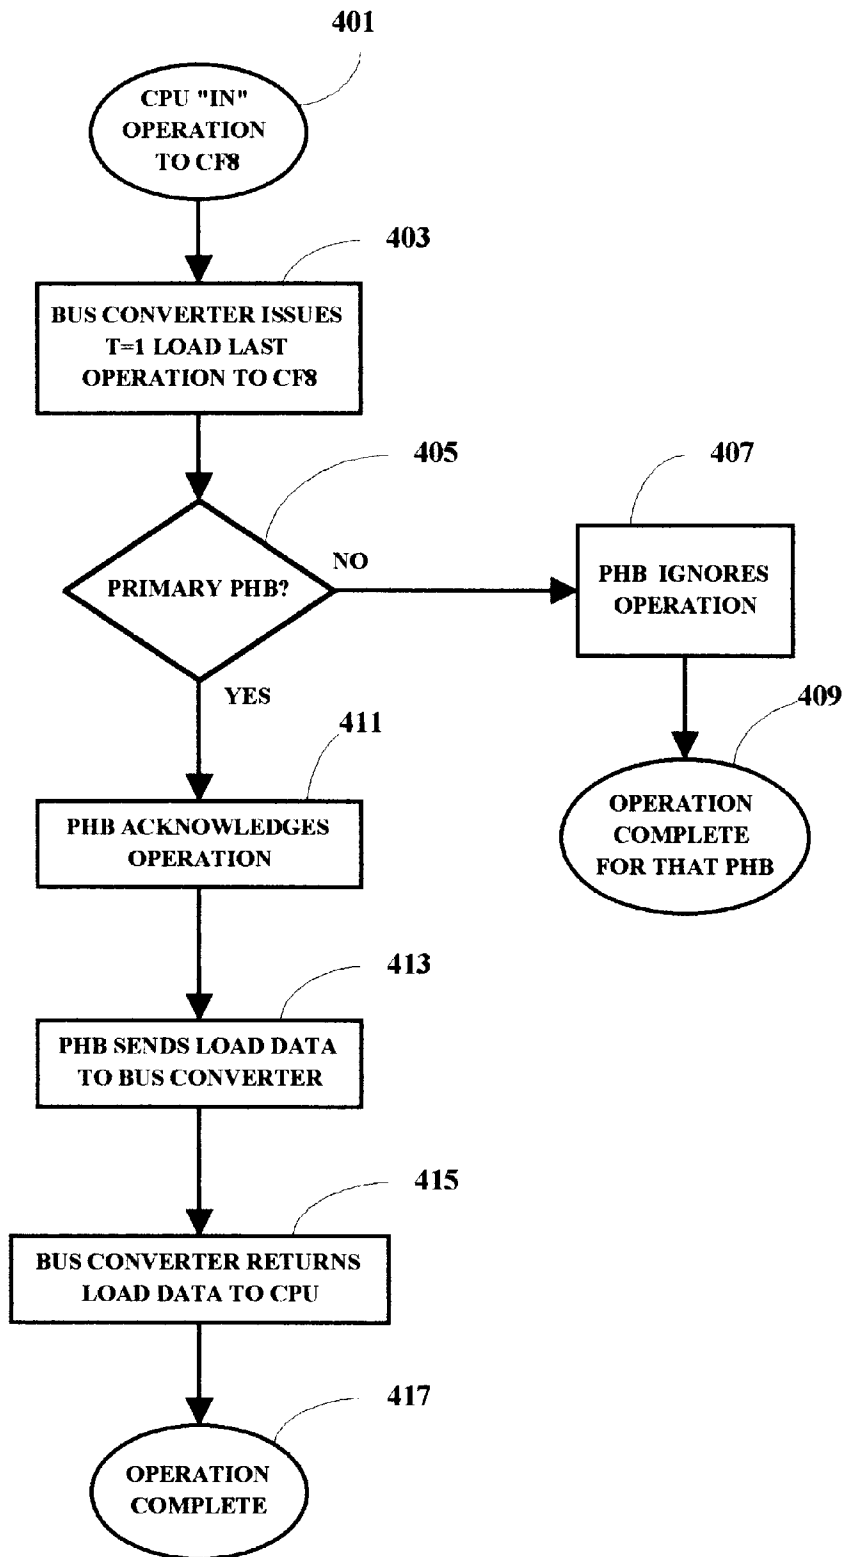 401
CPU "IN"
OPERATION
TO CF8
403
BUS CONVERTER ISSUES
T=1 LOAD LAST
OPERATION TO CF8
405
407
PRIMARY PHB?
NO
PHB IGNORES
OPERATION
YES
409
411
OPERATION
COMPLETE
FOR THAT PHB
PHB ACKNOWLEDGES
OPERATION
413
PHB SENDS LOAD DATA
TO BUS CONVERTER
415
BUS CONVERTER RETURNS
LOAD DATA TO CPU
417
OPERATION
COMPLETE